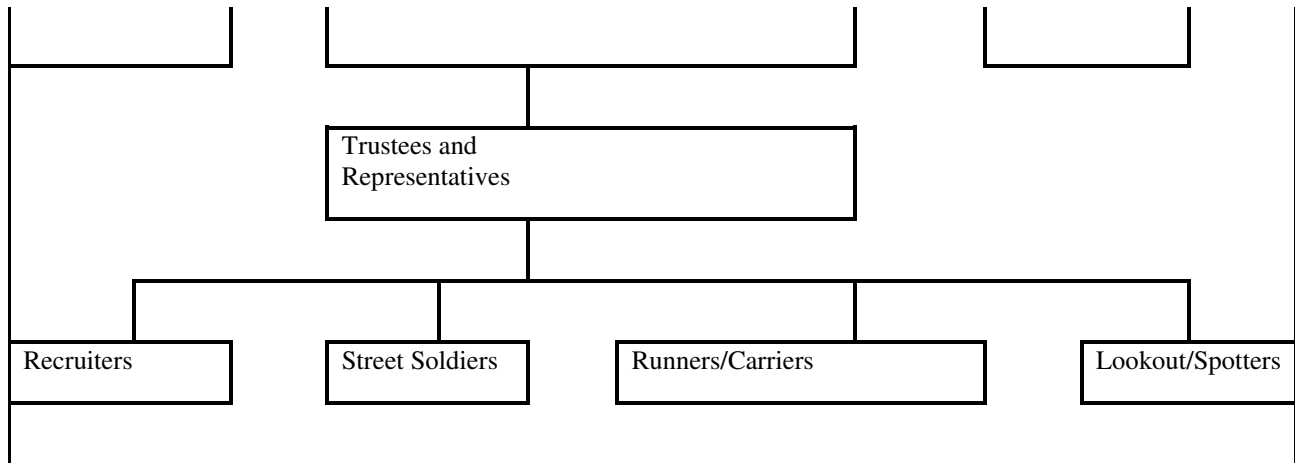 Trustees and
Representatives
Recruiters
Street Soldiers
Runners/Carriers
Lookout/Spotters